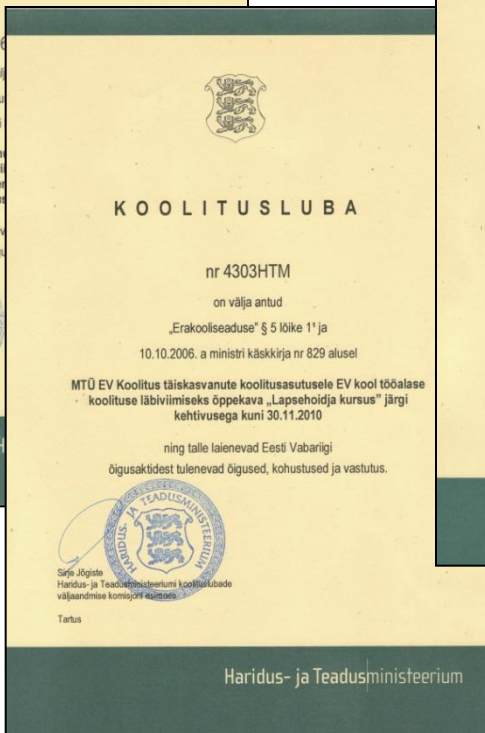 KOOLITUSLUBA
nr 4303HTM
on välja antud
„Erakooliseaduse" § 5 lõike 1¹ ja
10.10.2006. a ministri käskkirja nr 829 alusel
MTÜ EV Koolitus täiskasvanute koolitusasutusele EV kool tööalase
koolituse läbiviimiseks õppekava „Lapsehoidja kursus" järgi
kehtivusega kuni 30.11.2010
ning talle laienevad Eesti Vabariigi
õigusaktidest tulenevad õigused, kohustused ja vastutus.
HARIDUS- JA TEADUSMINISTEERIUM
Sirje Jõgiste
Haridus- ja Teadusministeeriumi koolituslubade
väljaandmise komisjoni esimees
Tartus
Haridus- ja Teadusministeerium